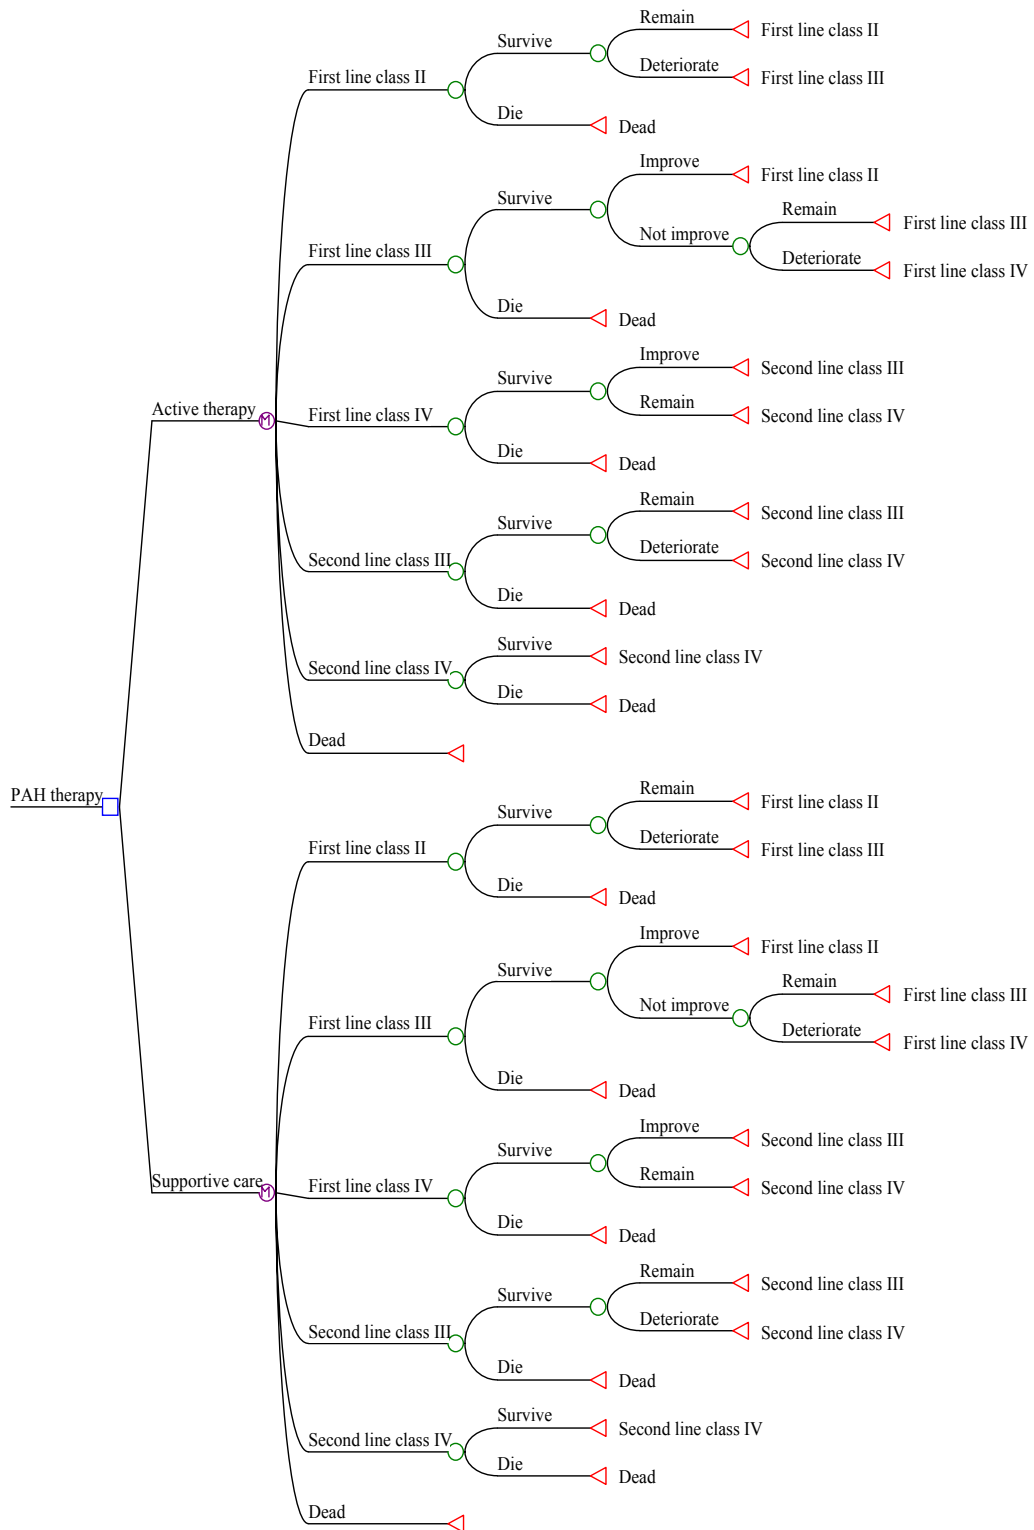 Remain
First line class II
Survive
Deteriorate
First line class III
First line class II
Die
Dead
Improve
First line class II
Survive
Remain
First line class III
Not improve
First line class III
Deteriorate
First line class IV
Die
Dead
Improve
Second line class III
Survive
Remain
Second line class IV
Active therapy
M
First line class IV
Die
Dead
Remain
Second line class III
Survive
Deteriorate
Second line class IV
Second line class III
Die
Dead
Survive
Second line class IV
Second line class IV
Die
Dead
Dead
PAH therapy
Remain
First line class II
Survive
Deteriorate
First line class III
First line class II
Die
Dead
Improve
First line class II
Survive
Remain
First line class III
Not improve
First line class III
Deteriorate
First line class IV
Die
Dead
Improve
Second line class III
Survive
Remain
Second line class IV
Supportive care
M
First line class IV
Die
Dead
Remain
Second line class III
Survive
Deteriorate
Second line class IV
Second line class III
Die
Dead
Survive
Second line class IV
Second line class IV
Die
Dead
Dead